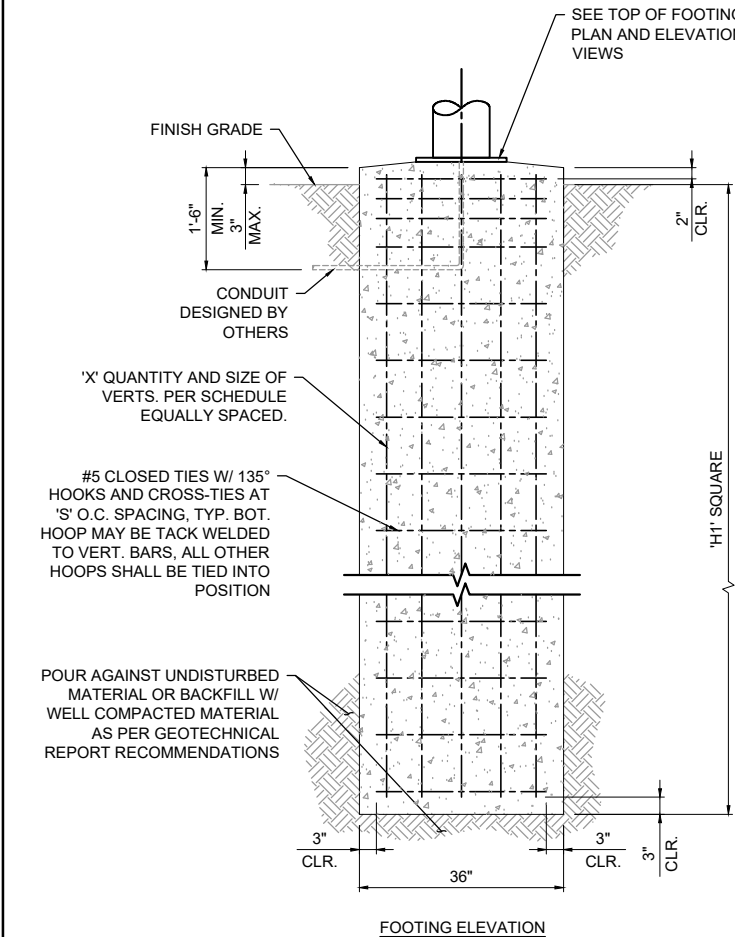 SEE TOP OF FOOTING
PLAN AND ELEVATION
VIEWS
FINISH GRADE
1'-6"
MIN.
3"
MAX.
2"
CLR.
CONDUIT
DESIGNED BY
OTHERS
'X' QUANTITY AND SIZE OF
VERTS. PER SCHEDULE
EQUALLY SPACED.
#5 CLOSED TIES W/ 135°
HOOKS AND CROSS-TIES AT
'S' O.C. SPACING, TYP. BOT.
HOOP MAY BE TACK WELDED
TO VERT. BARS, ALL OTHER
HOOPS SHALL BE TIED INTO
POSITION
'H1' SQUARE
POUR AGAINST UNDISTURBED
MATERIAL OR BACKFILL W/
WELL COMPACTED MATERIAL
AS PER GEOTECHNICAL
REPORT RECOMMENDATIONS
3"
CLR.
3"
CLR.
3"
CLR.
36"
FOOTING ELEVATION